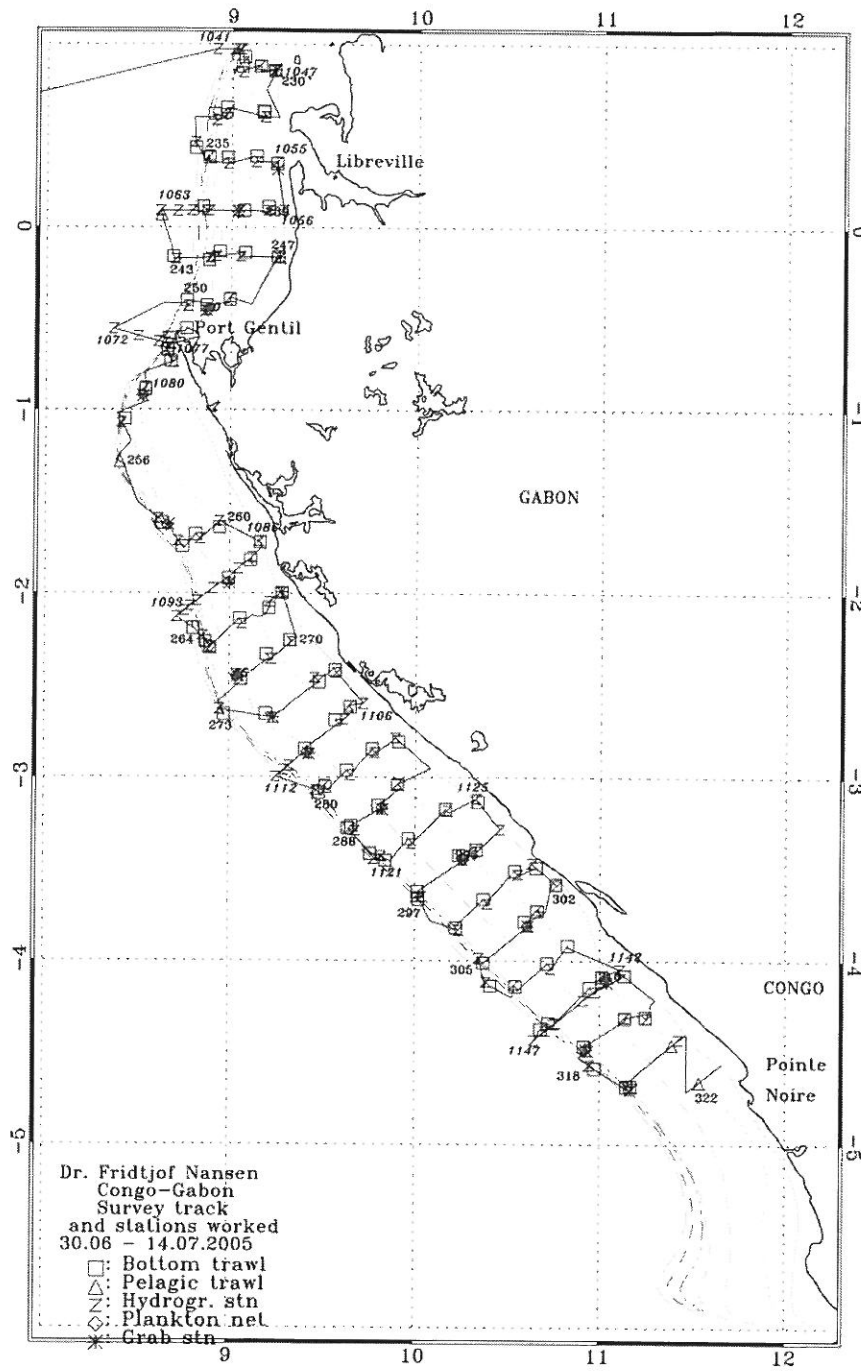 9 10 11 12
1041
1047
230
235
1055
Libreville
1063
1066
0 0
243
247
250
Port Gentil
1072
1077
1080
-1 -1
256
GABON
260
1086
-2 -2
1093
264
270
273
1106
-3 -3
1112
280
1125
288
1121
297
302
-4 -4
305
1148
CONGO
1147
318
322
Pointe
Noire
-5 -5
Dr. Fridtjof Nansen
Congo-Gabon
Survey track
and stations worked
30.06 - 14.07.2005
: Bottom trawl
: Pelagic trawl
Z: Hydrogr. stn
: Plankton net
: Grab stn
9 10 11 12